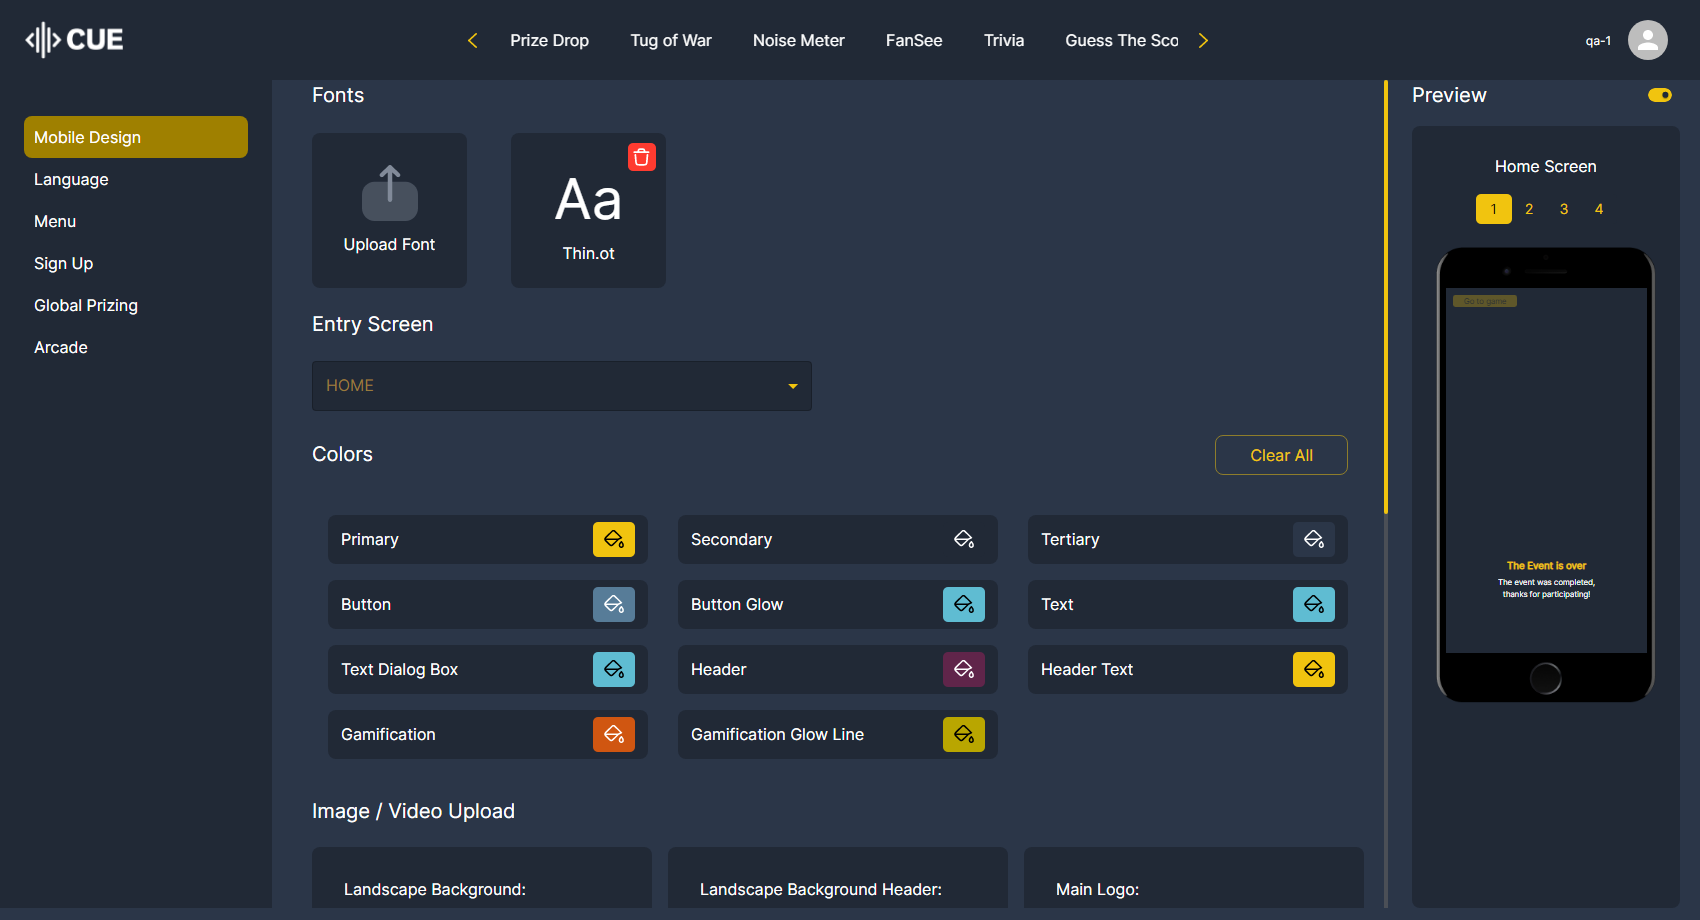 CUE
Prize Drop
Tug of War
Noise Meter
FanSee
Trivia
Guess The Sco
qa-1
Mobile Design
Language
Menu
Sign Up
Global Prizing
Arcade
Fonts
Upload Font
Aa
Thin.ot
Entry Screen
HOME
Colors
Clear All
Primary
Secondary
Tertiary
Button
Button Glow
Text
Text Dialog Box
Header
Header Text
Gamification
Gamification Glow Line
Image / Video Upload
Landscape Background:
Landscape Background Header:
Main Logo:
Preview
Home Screen
1 2 3 4
Go to game
The Event is over
The event was completed,
thanks for participating!